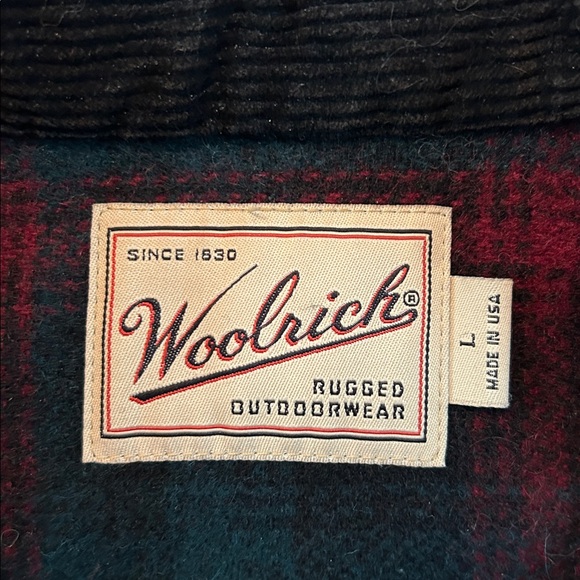 SINCE 1830
Woolrich®
RUGGED
OUTDOORWEAR
L
MADE IN USA